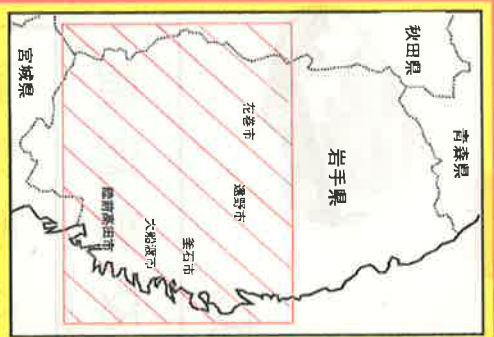 青森県
秋田県
岩手県
花巻市
遠野市
釜石市
大船渡市
陸前高田市
宮城県